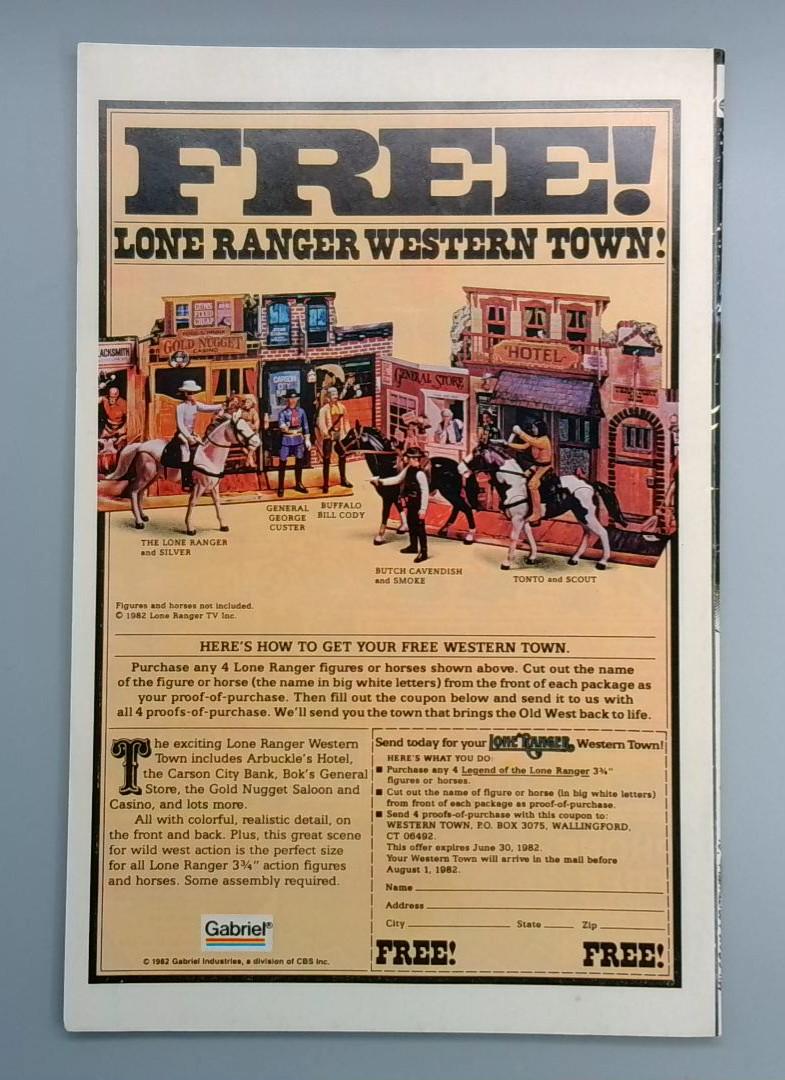 FREE!
LONE RANGER WESTERN TOWN!
GOLD NUGGET
CASINO
LACKSMITH
CARSON
GENERAL STORE
HOTEL
THE LONE RANGER
and SILVER
GENERAL
GEORGE
CUSTER
BUFFALO
BILL CODY
BUTCH CAVENDISH
and SMOKE
TONTO and SCOUT
Figures and horses not included.
© 1982 Lone Ranger TV Inc.
HERE'S HOW TO GET YOUR FREE WESTERN TOWN.
Purchase any 4 Lone Ranger figures or horses shown above. Cut out the name
of the figure or horse (the name in big white letters) from the front of each package as
your proof-of-purchase. Then fill out the coupon below and send it to us with
all 4 proofs-of-purchase. We'll send you the town that brings the Old West back to life.
The exciting Lone Ranger Western
Town includes Arbuckle's Hotel,
the Carson City Bank, Bok's General
Store, the Gold Nugget Saloon and
Casino, and lots more.
All with colorful, realistic detail, on
the front and back. Plus, this great scene
for wild west action is the perfect size
for all Lone Ranger 3¾" action figures
and horses. Some assembly required.
Gabriel®
© 1982 Gabriel Industries, a division of CBS Inc.
Send today for your LONE RANGER Western Town!
HERE'S WHAT YOU DO:
■ Purchase any 4 Legend of the Lone Ranger 3¾"
figures or horses.
■ Cut out the name of figure or horse (in big white letters)
from front of each package as proof-of-purchase.
■ Send 4 proofs-of-purchase with this coupon to:
WESTERN TOWN, P.O. BOX 3075, WALLINGFORD,
CT 06492.
This offer expires June 30, 1982.
Your Western Town will arrive in the mail before
August 1, 1982.
Name
Address
City State Zip
FREE! FREE!